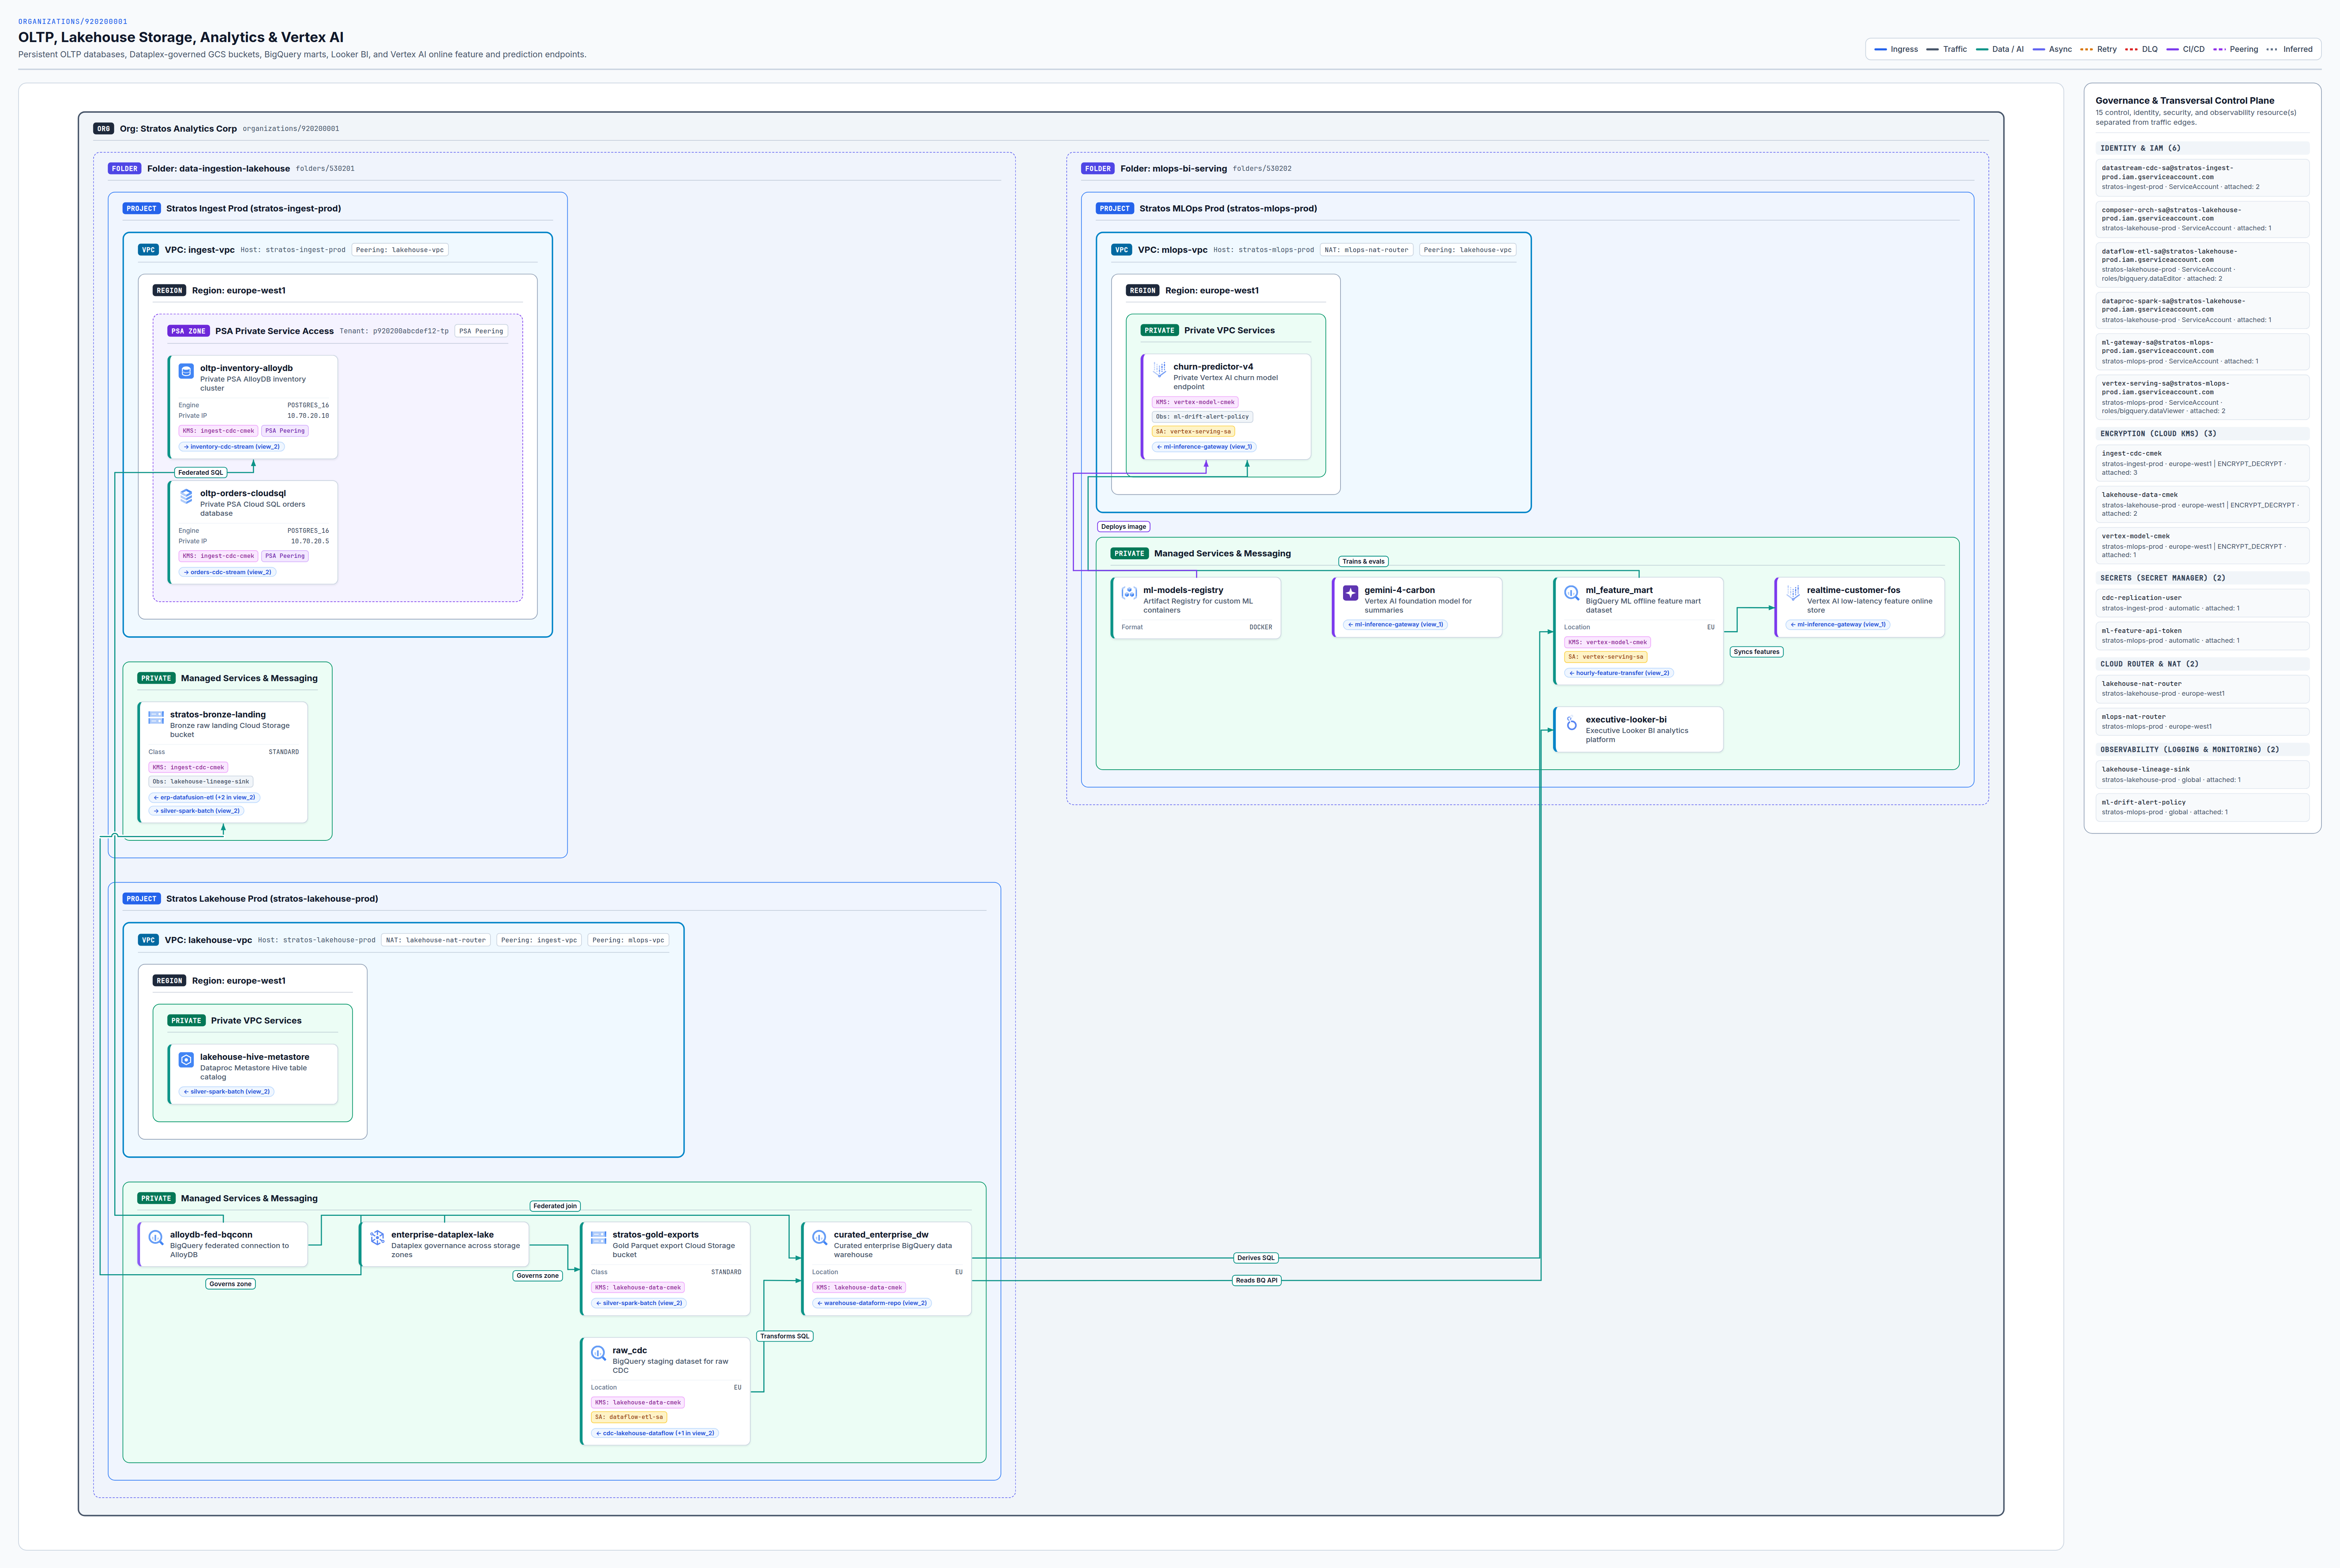 ORGANIZATIONS/920200001
OLTP, Lakehouse Storage, Analytics & Vertex AI
Persistent OLTP databases, Dataplex-governed GCS buckets, BigQuery marts, Looker BI, and Vertex AI online feature and prediction endpoints.
Ingress Traffic Data / AI Async Retry DLQ CI/CD Peering Inferred
ORG Org: Stratos Analytics Corp organizations/920200001
FOLDER Folder: data-ingestion-lakehouse folders/530201
PROJECT Stratos Ingest Prod (stratos-ingest-prod)
VPC VPC: ingest-vpc Host: stratos-ingest-prod Peering: lakehouse-vpc
REGION Region: europe-west1
PSA ZONE PSA Private Service Access Tenant: p920200abcdef12-tp PSA Peering
oltp-inventory-alloydb
Private PSA AlloyDB inventory
cluster
Engine POSTGRES_16
Private IP 10.70.20.10
KMS: ingest-cdc-cmek PSA Peering
→ inventory-cdc-stream (view_2)
Federated SQL
oltp-orders-cloudsql
Private PSA Cloud SQL orders
database
Engine POSTGRES_16
Private IP 10.70.20.5
KMS: ingest-cdc-cmek PSA Peering
→ orders-cdc-stream (view_2)
PRIVATE Managed Services & Messaging
stratos-bronze-landing
Bronze raw landing Cloud Storage
bucket
Class STANDARD
KMS: ingest-cdc-cmek
Obs: lakehouse-lineage-sink
← erp-datafusion-etl (+2 in view_2)
→ silver-spark-batch (view_2)
PROJECT Stratos Lakehouse Prod (stratos-lakehouse-prod)
VPC VPC: lakehouse-vpc Host: stratos-lakehouse-prod NAT: lakehouse-nat-router Peering: ingest-vpc Peering: mlops-vpc
REGION Region: europe-west1
PRIVATE Private VPC Services
lakehouse-hive-metastore
Dataproc Metastore Hive table
catalog
← silver-spark-batch (view_2)
PRIVATE Managed Services & Messaging
Federated join
alloydb-fed-bqconn
BigQuery federated connection to
AlloyDB
Governs zone
enterprise-dataplex-lake
Dataplex governance across storage
zones
Governs zone
stratos-gold-exports
Gold Parquet export Cloud Storage
bucket
Class STANDARD
KMS: lakehouse-data-cmek
← silver-spark-batch (view_2)
curated_enterprise_dw
Curated enterprise BigQuery data
warehouse
Location EU
KMS: lakehouse-data-cmek
← warehouse-dataform-repo (view_2)
Transforms SQL
raw_cdc
BigQuery staging dataset for raw
CDC
Location EU
KMS: lakehouse-data-cmek
SA: dataflow-etl-sa
← cdc-lakehouse-dataflow (+1 in view_2)
Derives SQL
Reads BQ API
FOLDER Folder: mlops-bi-serving folders/530202
PROJECT Stratos MLOps Prod (stratos-mlops-prod)
VPC VPC: mlops-vpc Host: stratos-mlops-prod NAT: mlops-nat-router Peering: lakehouse-vpc
REGION Region: europe-west1
PRIVATE Private VPC Services
churn-predictor-v4
Private Vertex AI churn model
endpoint
KMS: vertex-model-cmek
Obs: ml-drift-alert-policy
SA: vertex-serving-sa
← ml-inference-gateway (view_1)
Deploys image
PRIVATE Managed Services & Messaging
Trains & evals
ml-models-registry
Artifact Registry for custom ML
containers
Format DOCKER
gemini-4-carbon
Vertex AI foundation model for
summaries
← ml-inference-gateway (view_1)
ml_feature_mart
BigQuery ML offline feature mart
dataset
Location EU
KMS: vertex-model-cmek
SA: vertex-serving-sa
← hourly-feature-transfer (view_2)
realtime-customer-fos
Vertex AI low-latency feature online
store
← ml-inference-gateway (view_1)
Syncs features
executive-looker-bi
Executive Looker BI analytics
platform
Governance & Transversal Control Plane
15 control, identity, security, and observability resource(s)
separated from traffic edges.
IDENTITY & IAM (6)
datastream-cdc-sa@stratos-ingest-
prod.iam.gserviceaccount.com
stratos-ingest-prod · ServiceAccount · attached: 2
composer-orch-sa@stratos-lakehouse-
prod.iam.gserviceaccount.com
stratos-lakehouse-prod · ServiceAccount · attached: 1
dataflow-etl-sa@stratos-lakehouse-
prod.iam.gserviceaccount.com
stratos-lakehouse-prod · ServiceAccount ·
roles/bigquery.dataEditor · attached: 2
dataproc-spark-sa@stratos-lakehouse-
prod.iam.gserviceaccount.com
stratos-lakehouse-prod · ServiceAccount · attached: 1
ml-gateway-sa@stratos-mlops-
prod.iam.gserviceaccount.com
stratos-mlops-prod · ServiceAccount · attached: 1
vertex-serving-sa@stratos-mlops-
prod.iam.gserviceaccount.com
stratos-mlops-prod · ServiceAccount ·
roles/bigquery.dataViewer · attached: 2
ENCRYPTION (CLOUD KMS) (3)
ingest-cdc-cmek
stratos-ingest-prod · europe-west1 | ENCRYPT_DECRYPT ·
attached: 3
lakehouse-data-cmek
stratos-lakehouse-prod · europe-west1 | ENCRYPT_DECRYPT ·
attached: 2
vertex-model-cmek
stratos-mlops-prod · europe-west1 | ENCRYPT_DECRYPT ·
attached: 1
SECRETS (SECRET MANAGER) (2)
cdc-replication-user
stratos-ingest-prod · automatic · attached: 1
ml-feature-api-token
stratos-mlops-prod · automatic · attached: 1
CLOUD ROUTER & NAT (2)
lakehouse-nat-router
stratos-lakehouse-prod · europe-west1
mlops-nat-router
stratos-mlops-prod · europe-west1
OBSERVABILITY (LOGGING & MONITORING) (2)
lakehouse-lineage-sink
stratos-lakehouse-prod · global · attached: 1
ml-drift-alert-policy
stratos-mlops-prod · global · attached: 1